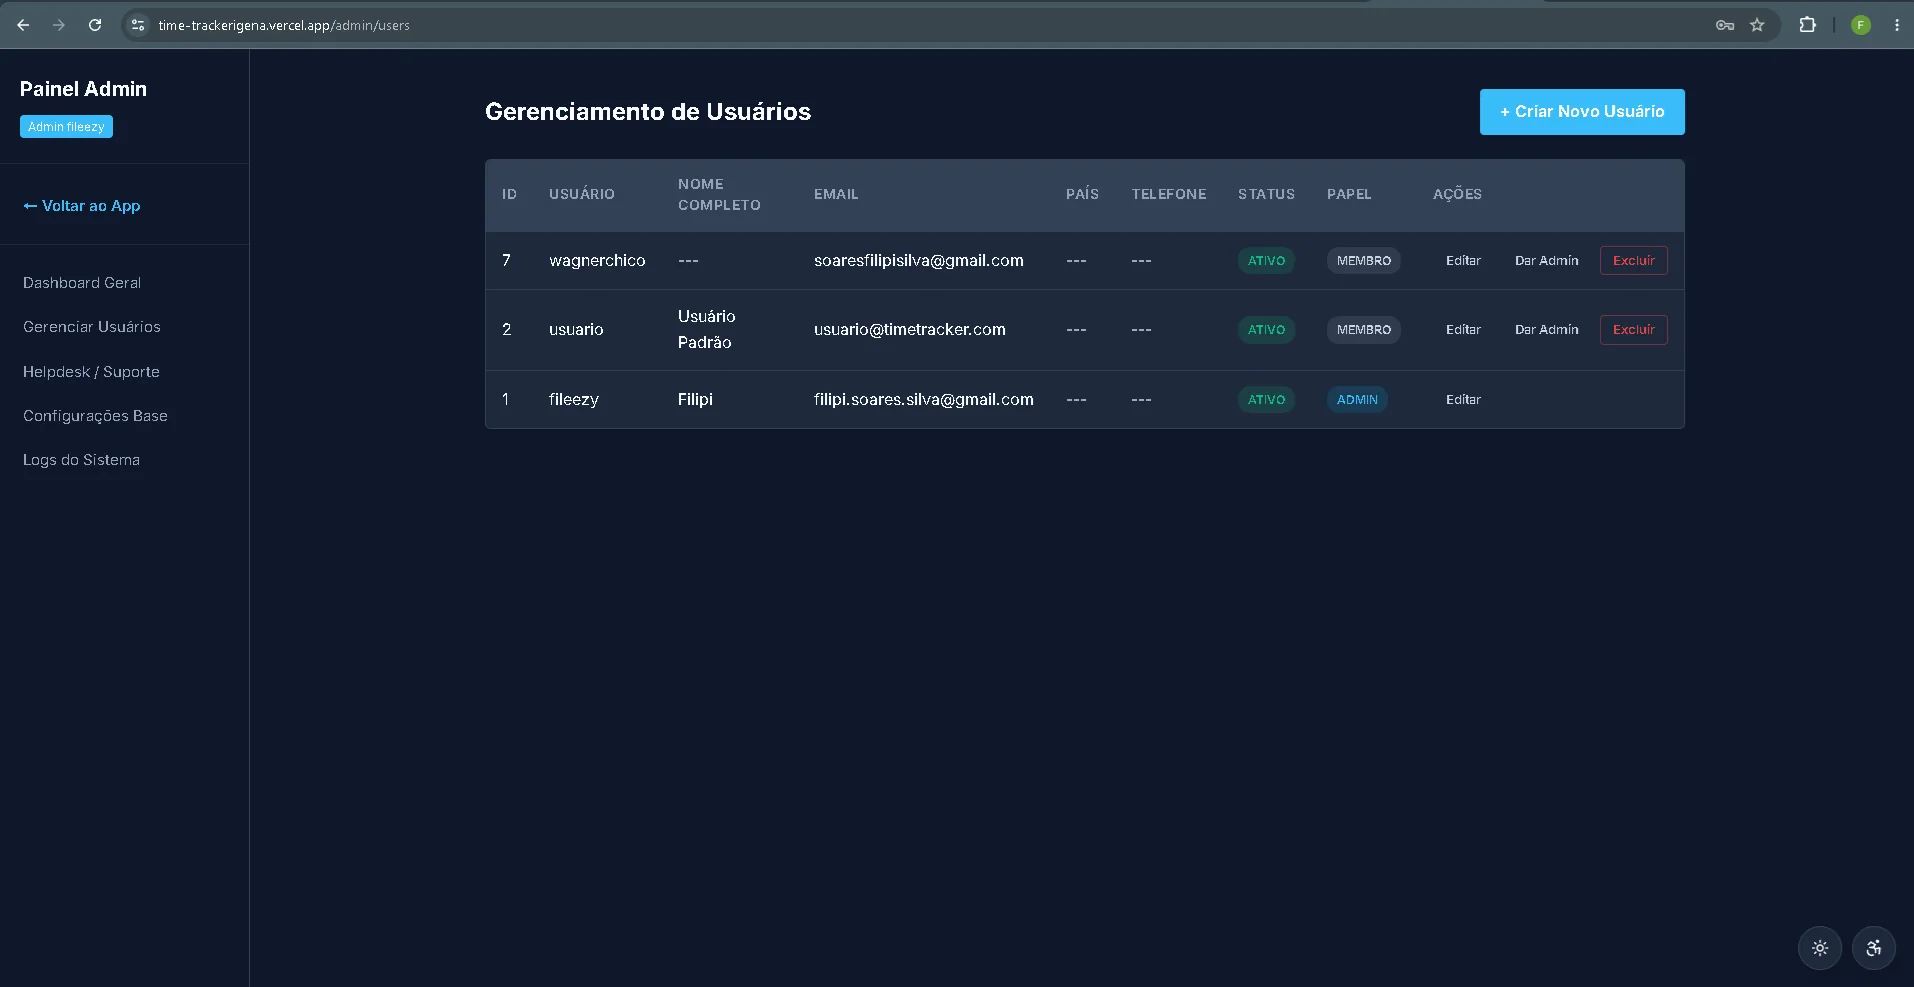 time-trackerigena.vercel.app/admin/users
F
Painel Admin
Admin fileezy
← Voltar ao App
Dashboard Geral
Gerenciar Usuários
Helpdesk / Suporte
Configurações Base
Logs do Sistema
Gerenciamento de Usuários
+ Criar Novo Usuário
ID USUÁRIO NOME COMPLETO EMAIL PAÍS TELEFONE STATUS PAPEL AÇÕES
7 wagnerchico --- soaresfilipisilva@gmail.com --- --- ATIVO MEMBRO Editar Dar Admin Excluir
2 usuario Usuário Padrão usuario@timetracker.com --- --- ATIVO MEMBRO Editar Dar Admin Excluir
1 fileezy Filipi filipi.soares.silva@gmail.com --- --- ATIVO ADMIN Editar